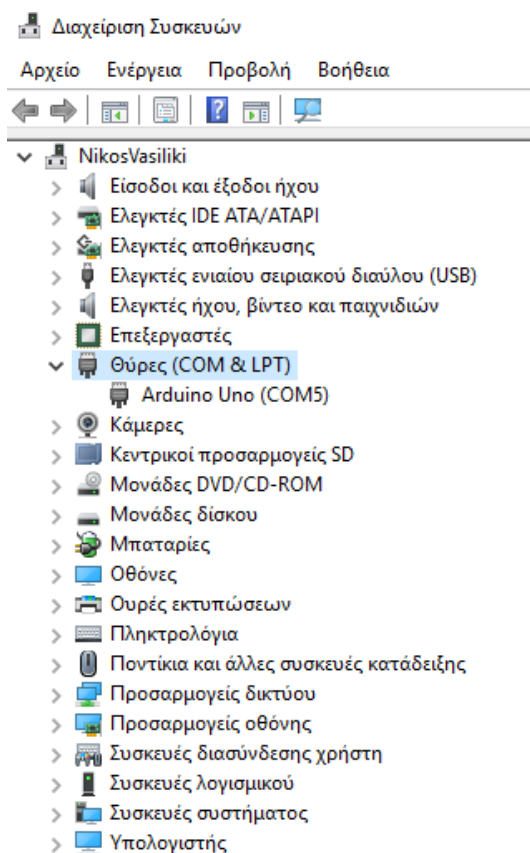 Διαχείριση Συσκευών
Αρχείο Ενέργεια Προβολή Βοήθεια
NikosVasiliki
Είσοδοι και έξοδοι ήχου
Ελεγκτές IDE ATA/ATAPI
Ελεγκτές αποθήκευσης
Ελεγκτές ενιαίου σειριακού διαύλου (USB)
Ελεγκτές ήχου, βίντεο και παιχνιδιών
Επεξεργαστές
Θύρες (COM & LPT)
Arduino Uno (COM5)
Κάμερες
Κεντρικοί προσαρμογείς SD
Μονάδες DVD/CD-ROM
Μονάδες δίσκου
Μπαταρίες
Οθόνες
Ουρές εκτυπώσεων
Πληκτρολόγια
Ποντίκια και άλλες συσκευές κατάδειξης
Προσαρμογείς δικτύου
Προσαρμογείς οθόνης
Συσκευές διασύνδεσης χρήστη
Συσκευές λογισμικού
Συσκευές συστήματος
Υπολογιστής